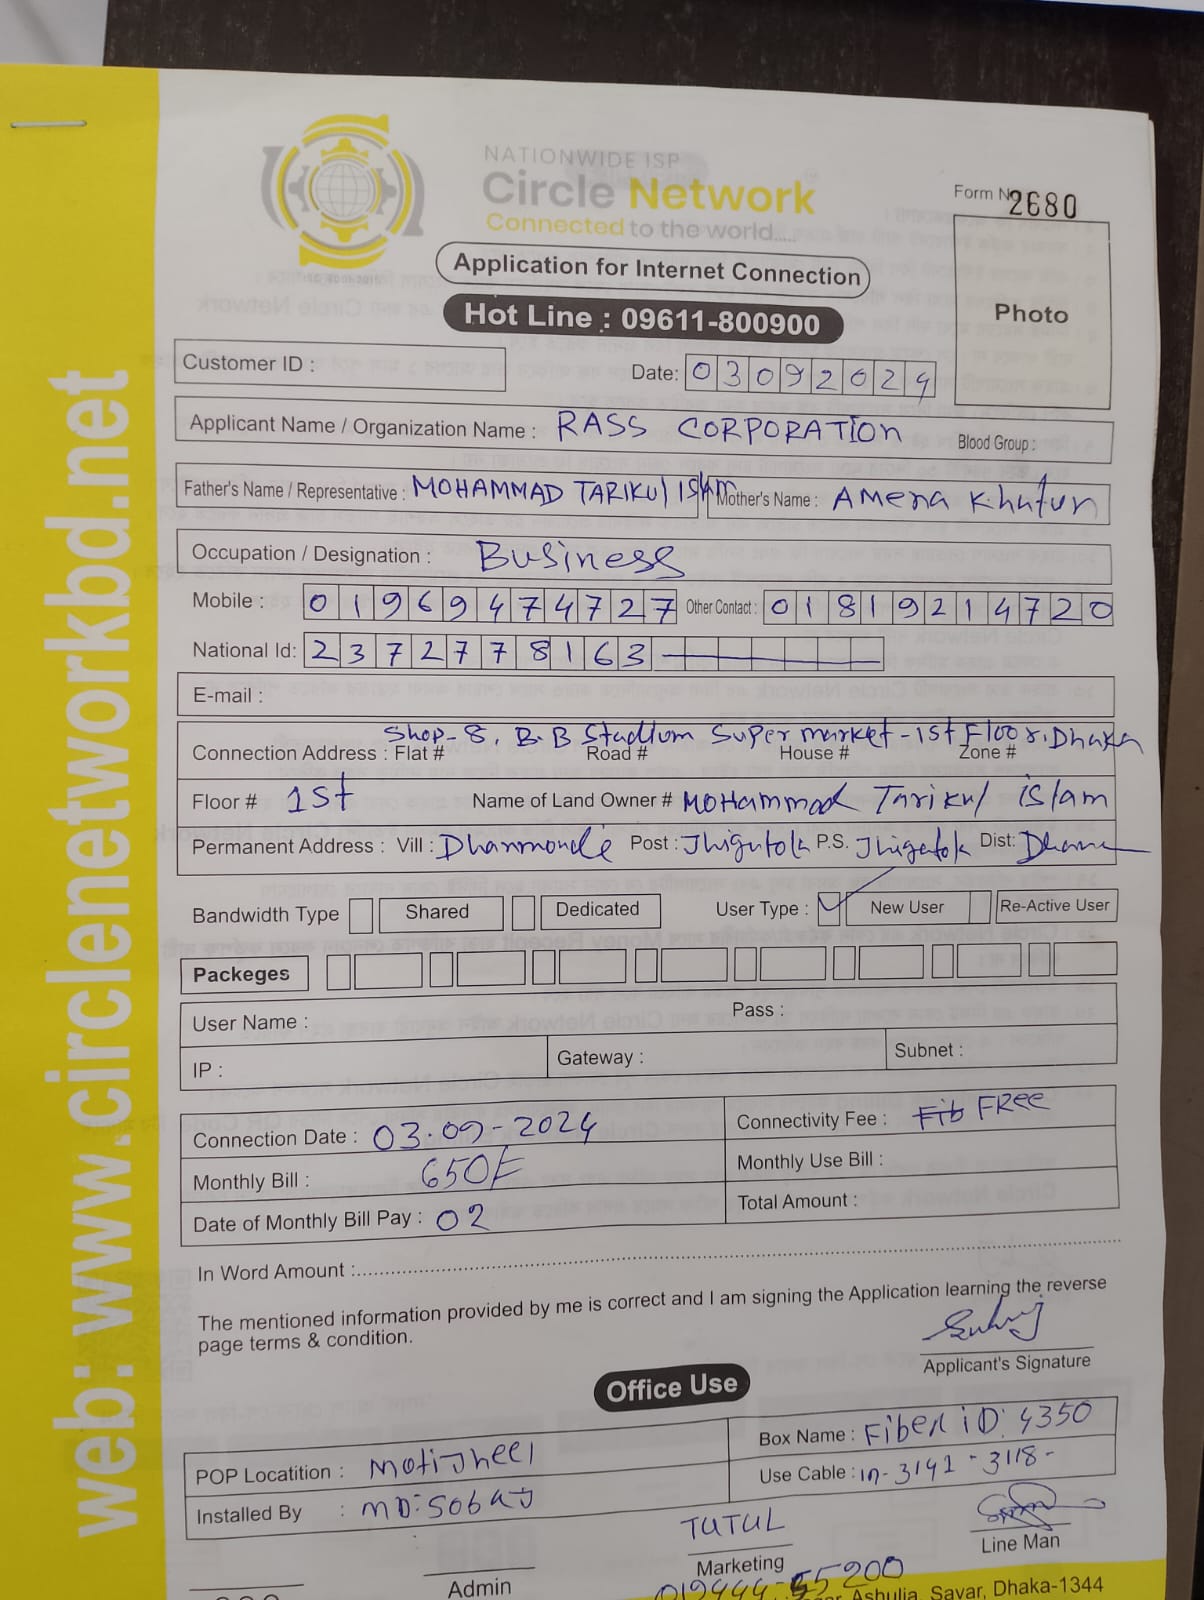 web: www.circlenetworkbd.net
NATIONWIDE ISP
Circle Network
Connected to the world.....
Form No 2680
Application for Internet Connection
Hot Line : 09611-800900
Photo
Customer ID :
Date: 03092024
Applicant Name / Organization Name : RASS CORPORATION Blood Group :
Father's Name / Representative : MOHAMMAD TARIKUl ISlam Mother's Name : Amena Khatun
Occupation / Designation : Business
Mobile : 01969474727 Other Contact : 01819214720
National Id: 2372778163
E-mail :
Shop-8, B.B Stadium Super market - 1st Floor, Dhaka
Connection Address : Flat # Road # House # Zone #
Floor # 1st Name of Land Owner # MOHammad Tarikul islam
Permanent Address : Vill : Dhanmondi Post : Jhigatola P.S. Jhigatola Dist:
Bandwidth Type Shared Dedicated User Type : New User Re-Active User
Packeges
User Name : Pass :
IP : Gateway : Subnet :
Connection Date : 03-09-2024 Connectivity Fee : Fib FREE
Monthly Bill : 650/- Monthly Use Bill :
Date of Monthly Bill Pay : 02 Total Amount :
In Word Amount :
The mentioned information provided by me is correct and I am signing the Application learning the reverse
page terms & condition.
Applicant's Signature
Office Use
POP Locatition : Motijheel Box Name : Fiber iD: 4350
Installed By : MD: Sobuj Use Cable : in-3141 - 3118-
TUTUL
Admin Marketing Line Man
Ashulia, Savar, Dhaka-1344